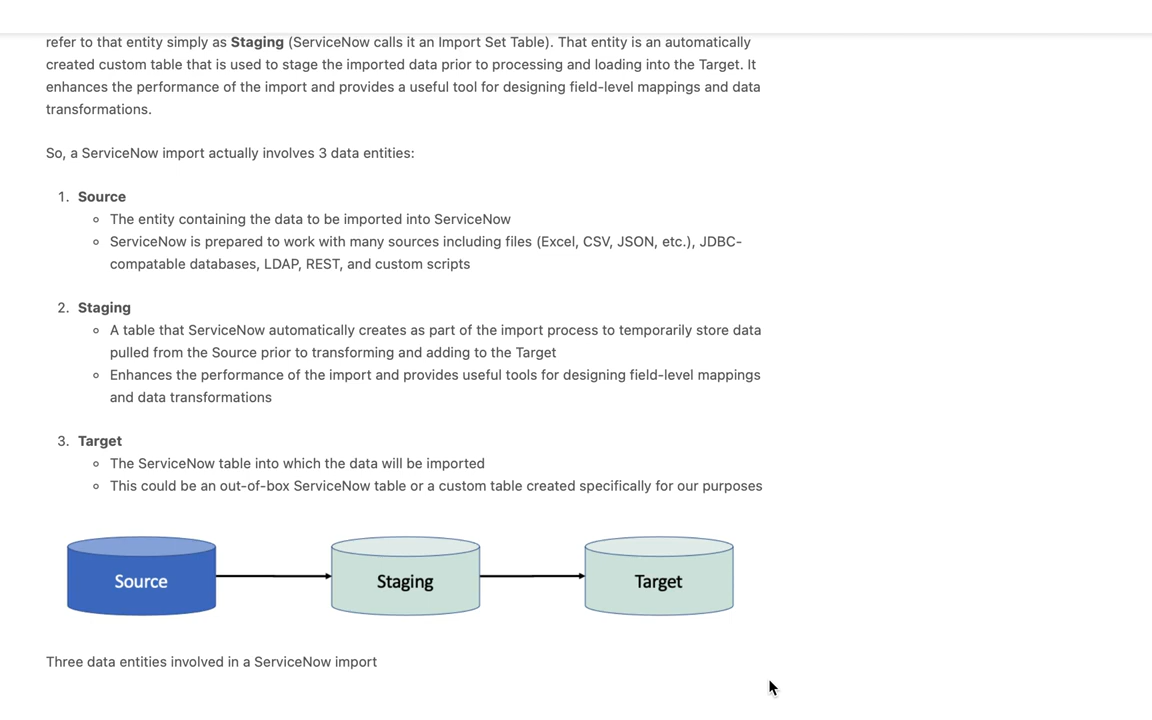 refer to that entity simply as Staging (ServiceNow calls it an Import Set Table). That entity is an automatically
created custom table that is used to stage the imported data prior to processing and loading into the Target. It
enhances the performance of the import and provides a useful tool for designing field-level mappings and data
transformations.
So, a ServiceNow import actually involves 3 data entities:
1. Source
The entity containing the data to be imported into ServiceNow
ServiceNow is prepared to work with many sources including files (Excel, CSV, JSON, etc.), JDBC-
compatable databases, LDAP, REST, and custom scripts
2. Staging
A table that ServiceNow automatically creates as part of the import process to temporarily store data
pulled from the Source prior to transforming and adding to the Target
Enhances the performance of the import and provides useful tools for designing field-level mappings
and data transformations
3. Target
The ServiceNow table into which the data will be imported
This could be an out-of-box ServiceNow table or a custom table created specifically for our purposes
Source
Staging
Target
Three data entities involved in a ServiceNow import